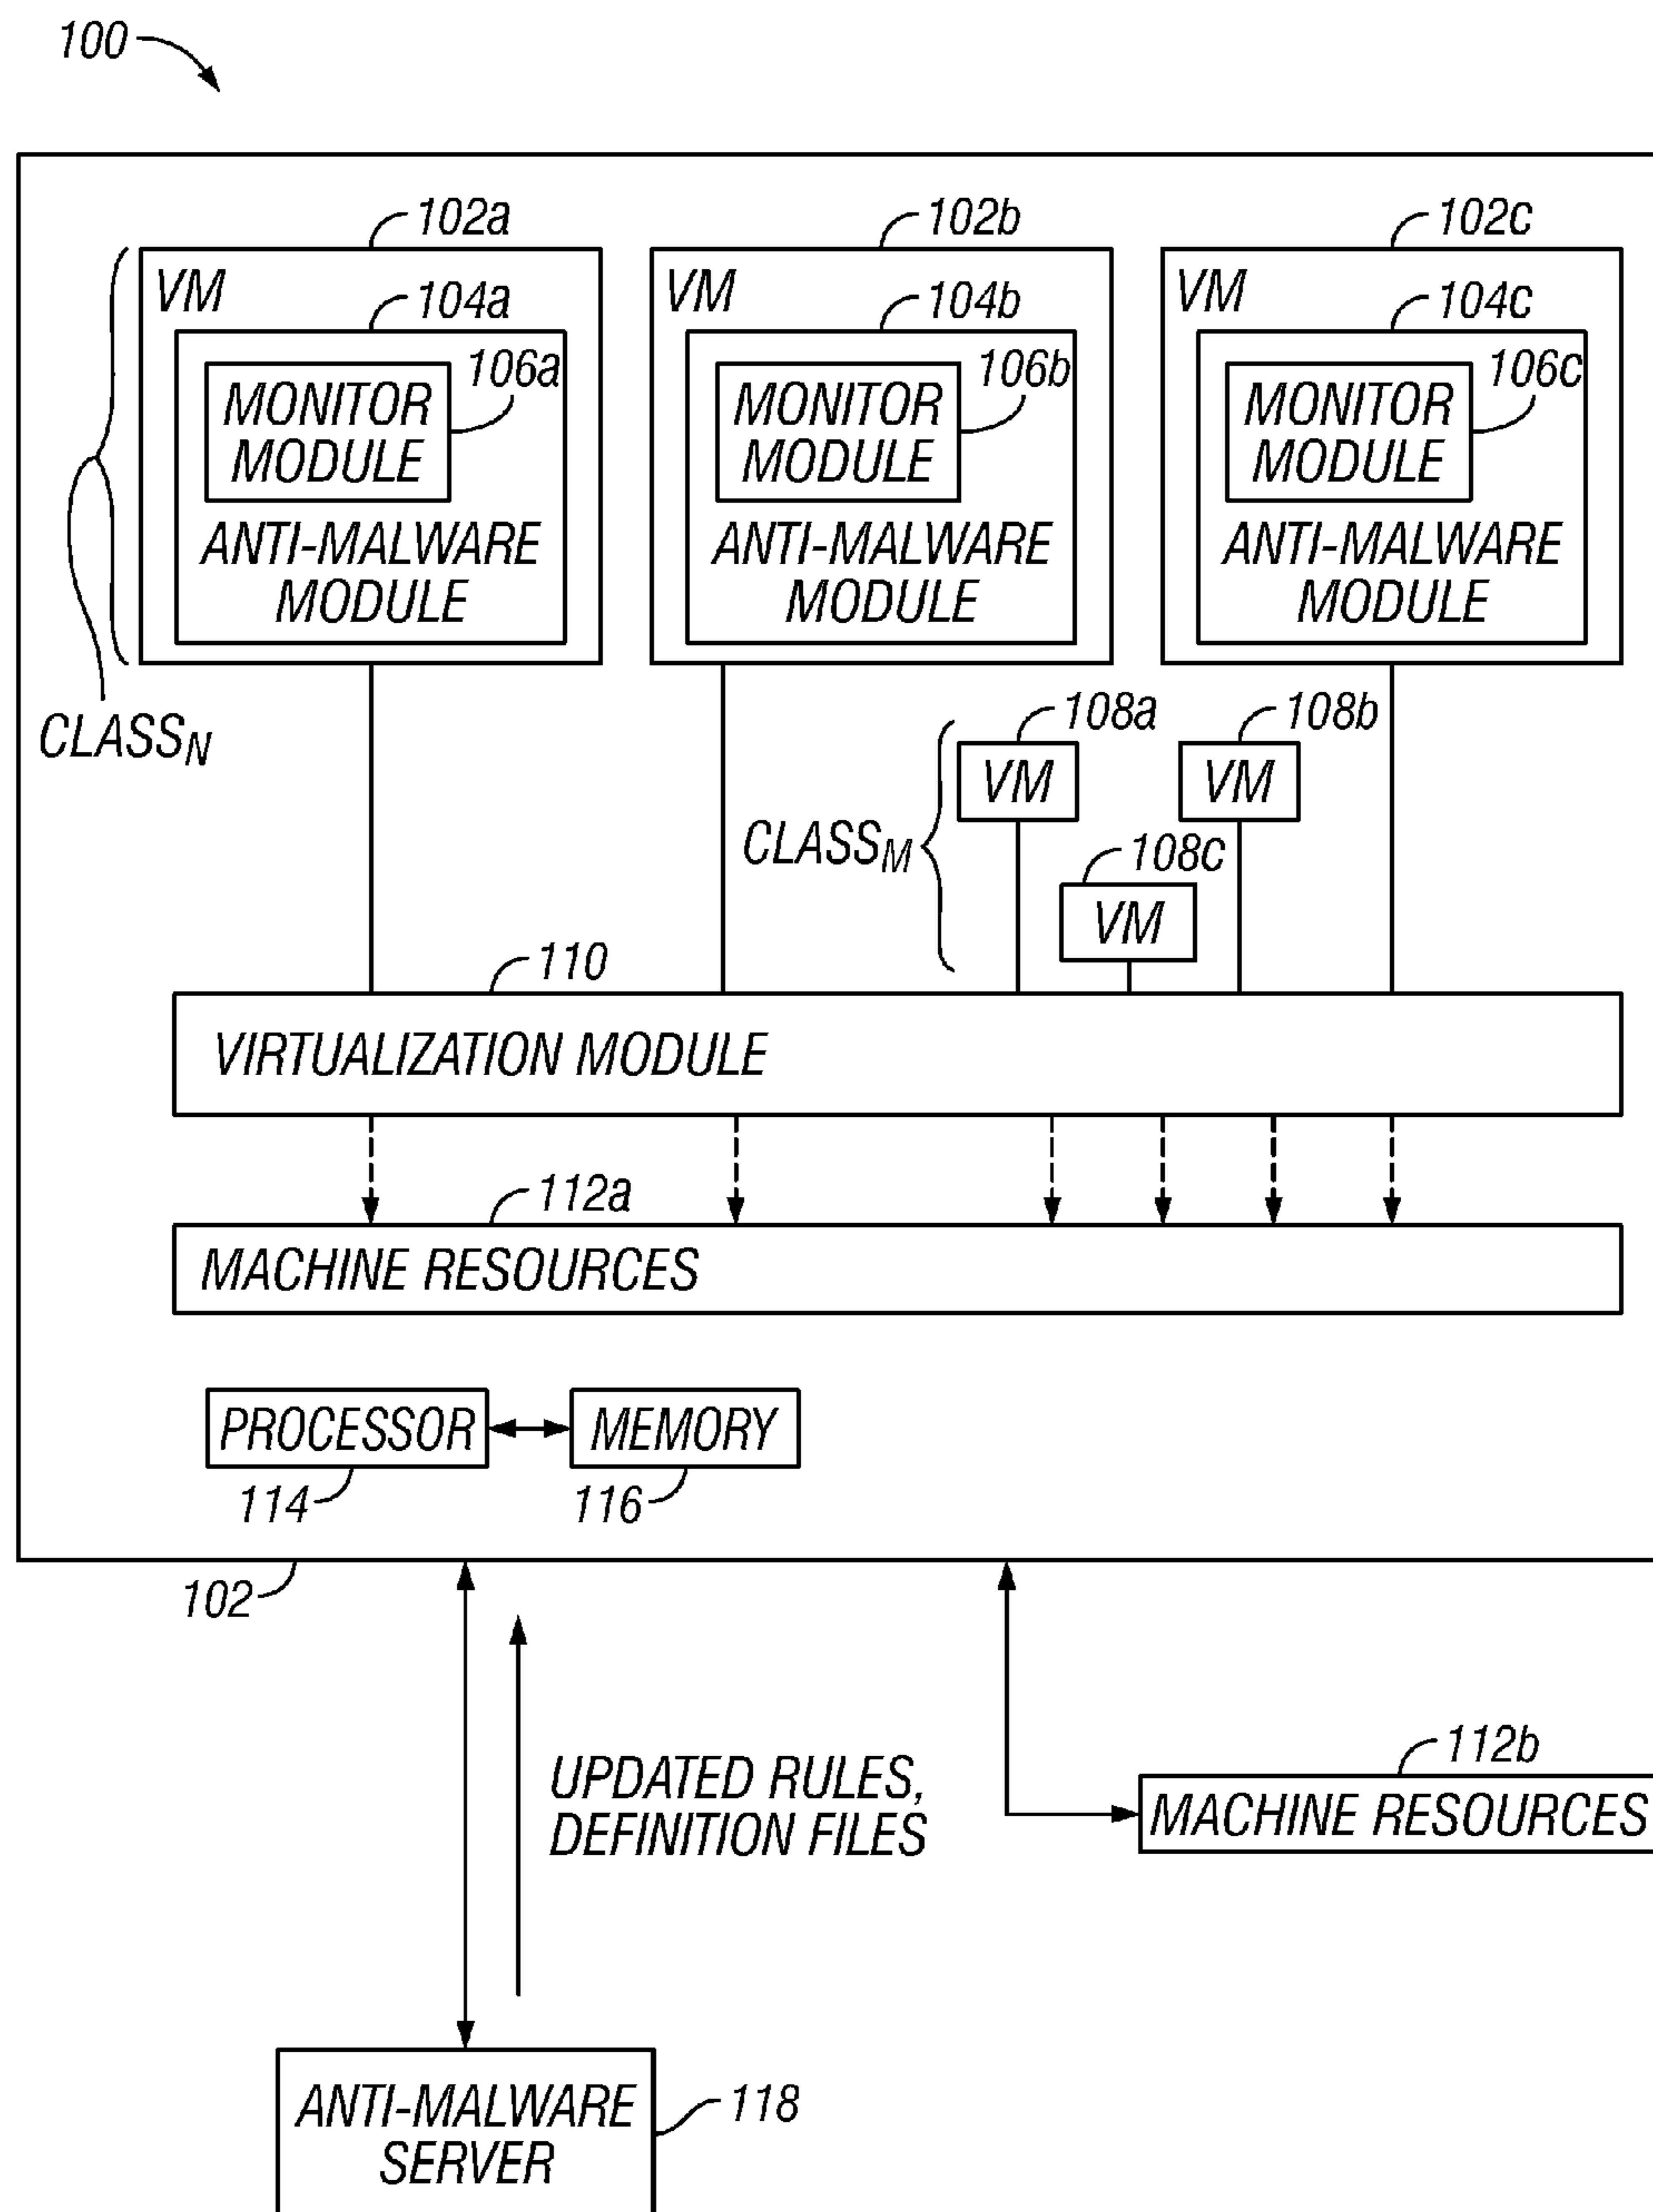 100
102a
102b
102c
VM
VM
VM
104a
104b
104c
106a
106b
106c
MONITOR
MODULE
MONITOR
MODULE
MONITOR
MODULE
ANTI-MALWARE
MODULE
ANTI-MALWARE
MODULE
ANTI-MALWARE
MODULE
CLASSN
108a
108b
VM
VM
CLASSM
108c
VM
110
VIRTUALIZATION MODULE
112a
MACHINE RESOURCES
PROCESSOR
MEMORY
114
116
102
UPDATED RULES,
DEFINITION FILES
112b
MACHINE RESOURCES
ANTI-MALWARE
SERVER
118